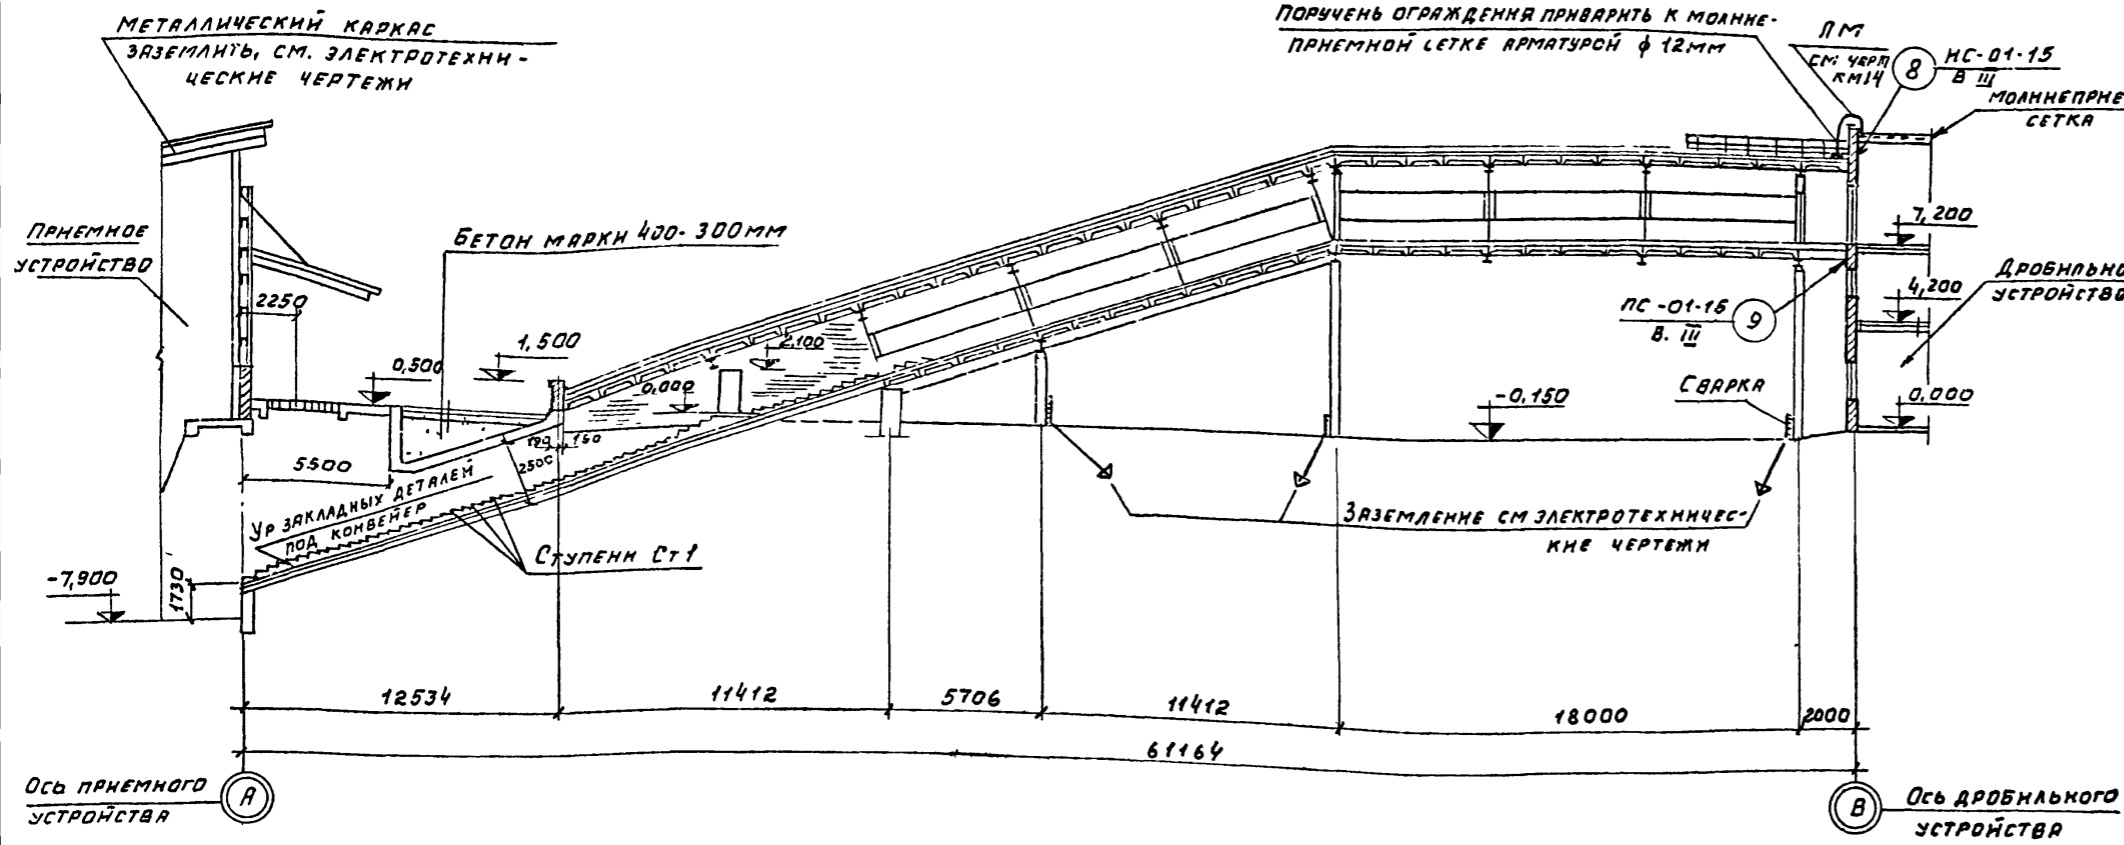 МЕТАЛЛИЧЕСКИЙ КАРКАС
ЗАЗЕМЛИТЬ, СМ. ЭЛЕКТРОТЕХНИ-
ЧЕСКИЕ ЧЕРТЕЖИ
ПОРУЧЕНЬ ОГРАЖДЕНИЯ ПРИВАРИТЬ К МОЛНИЕ-
ПРИЕМНОЙ СЕТКЕ АРМАТУРОЙ ϕ 12ММ
ПМ
СМ. ЧЕРТ
КМ14
8
НС-01-15
В III
МОЛНИЕПРИЕ
СЕТКА
ПРИЕМНОЕ
УСТРОЙСТВО
БЕТОН МАРКИ 400-300ММ
2250
0,500
1,500
2,100
0,000
7,200
4,200
ДРОБИЛЬНО
УСТРОЙСТВО
ПС-01-15
В. III
9
СВАРКА
-0,150
0,000
5500
150
2500
УР ЗАКЛАДНЫХ ДЕТАЛЕЙ
ПОД КОНВЕЙЕР
СТУПЕНИ СТ1
ЗАЗЕМЛЕНИЕ СМ ЭЛЕКТРОТЕХНИЧЕС-
КИЕ ЧЕРТЕЖИ
-7,900
1730
12534
11412
5706
11412
18000
2000
61164
ОСЬ ПРИЕМНОГО
УСТРОЙСТВА
А
В
ОСЬ ДРОБИЛЬНОГО
УСТРОЙСТВА